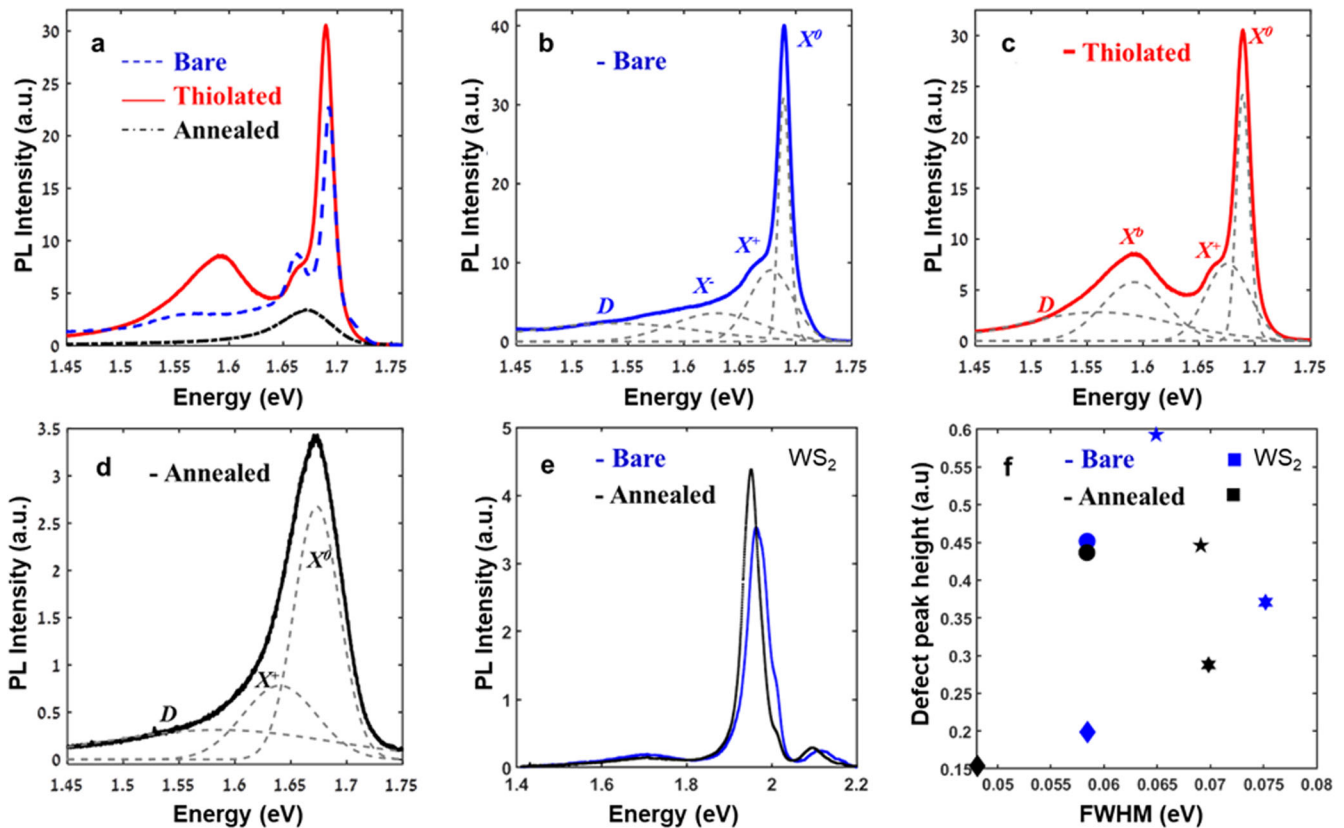 a
Bare
Thiolated
Annealed
PL Intensity (a.u.)
30
25
20
15
10
5
0
1.45 1.5 1.55 1.6 1.65 1.7 1.75
Energy (eV)
b
- Bare
X⁰
X⁺
X⁻
D
PL Intensity (a.u.)
40
30
20
10
0
1.45 1.5 1.55 1.6 1.65 1.7 1.75
Energy (eV)
c
- Thiolated
X⁰
Xᵇ
X⁺
D
PL Intensity (a.u.)
30
25
20
15
10
5
0
1.45 1.5 1.55 1.6 1.65 1.7 1.75
Energy (eV)
d
- Annealed
X⁰
X⁺
D
PL Intensity (a.u.)
3.5
3
2.5
2
1.5
1
0.5
0
1.45 1.5 1.55 1.6 1.65 1.7 1.75
Energy (eV)
e
- Bare
- Annealed
WS₂
PL Intensity (a.u.)
5
4
3
2
1
0
1.4 1.6 1.8 2 2.2
Energy (eV)
f
- Bare
- Annealed
WS₂
Defect peak height (a.u)
0.6
0.55
0.5
0.45
0.4
0.35
0.3
0.25
0.2
0.15
0.05 0.055 0.06 0.065 0.07 0.075 0.08
FWHM (eV)